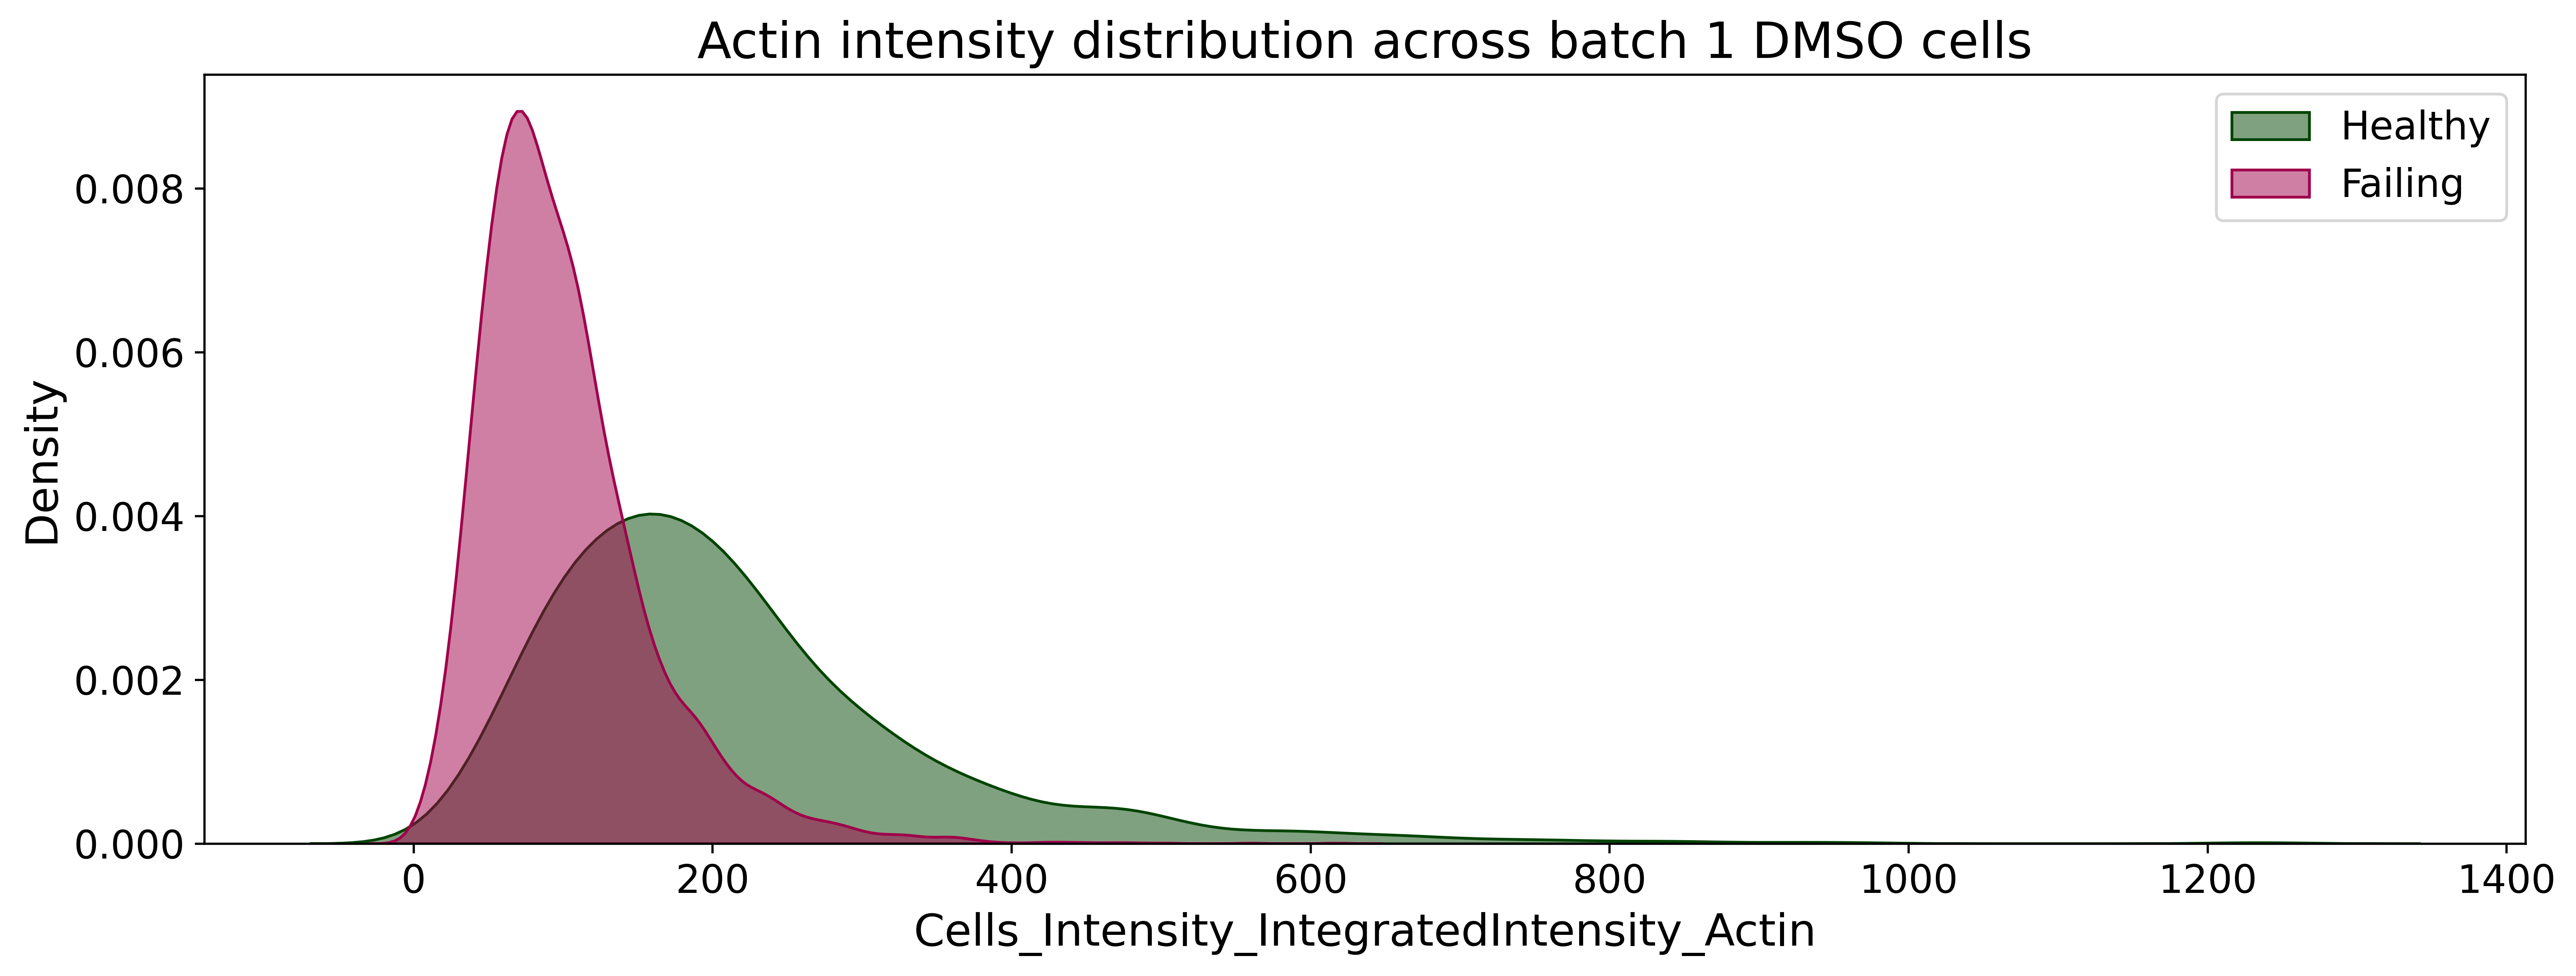 Actin intensity distribution across batch 1 DMSO cells
Healthy
Failing
Density
0.008
0.006
0.004
0.002
0.000
0 200 400 600 800 1000 1200 1400
Cells_Intensity_IntegratedIntensity_Actin